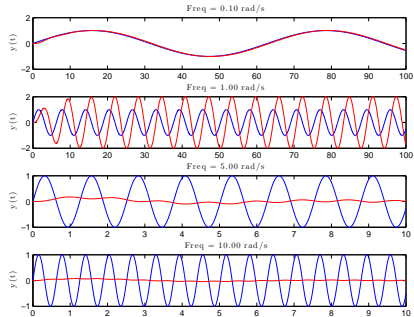 Freq = 0.10 rad/s
2
0
−2
y(t)
0 10 20 30 40 50 60 70 80 90 100
Freq = 1.00 rad/s
2
0
−2
y(t)
0 10 20 30 40 50 60 70 80 90 100
Freq = 5.00 rad/s
1
0
−1
y(t)
0 1 2 3 4 5 6 7 8 9 10
Freq = 10.00 rad/s
1
0
−1
y(t)
0 1 2 3 4 5 6 7 8 9 10